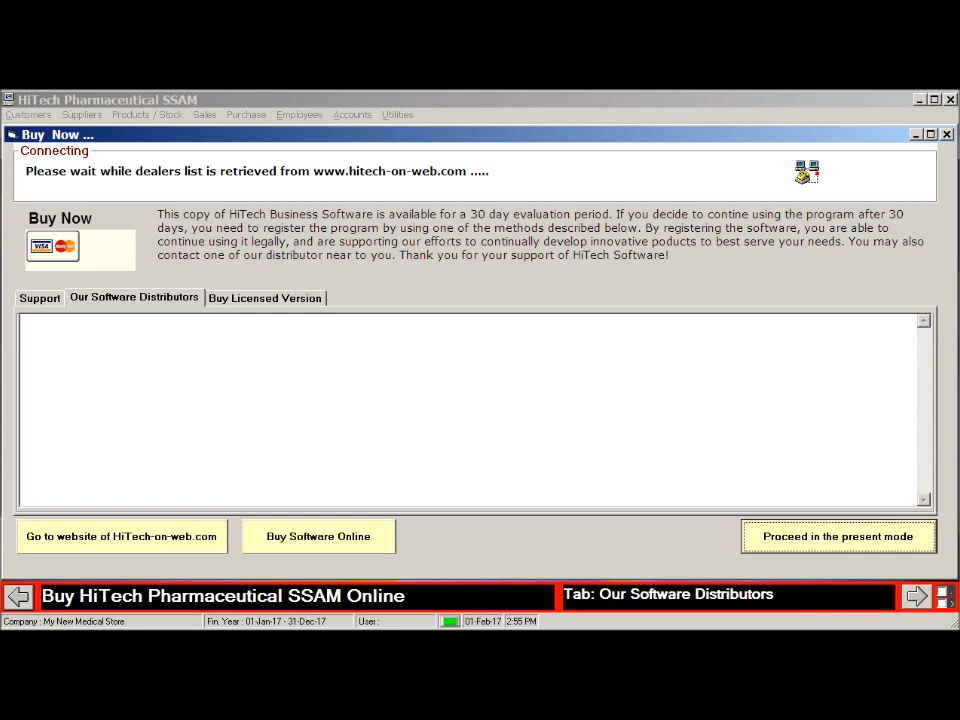 HiTech Pharmaceutical SSAM
Customers Suppliers Products / Stock Sales Purchase Employees Accounts Utilities
Buy Now ...
Connecting
Please wait while dealers list is retrieved from www.hitech-on-web.com .....
Buy Now
VISA MasterCard
This copy of HiTech Business Software is available for a 30 day evaluation period. If you decide to contine using the program after 30
days, you need to register the program by using one of the methods described below. By registering the software, you are able to
continue using it legally, and are supporting our efforts to continually develop innovative poducts to best serve your needs. You may also
contact one of our distributor near to you. Thank you for your support of HiTech Software!
Support Our Software Distributors Buy Licensed Version
Go to website of HiTech-on-web.com Buy Software Online Proceed in the present mode
Buy HiTech Pharmaceutical SSAM Online Tab: Our Software Distributors
Company : My New Medical Store Fin. Year : 01-Jan-17 - 31-Dec-17 User : 01-Feb-17 2:55 PM